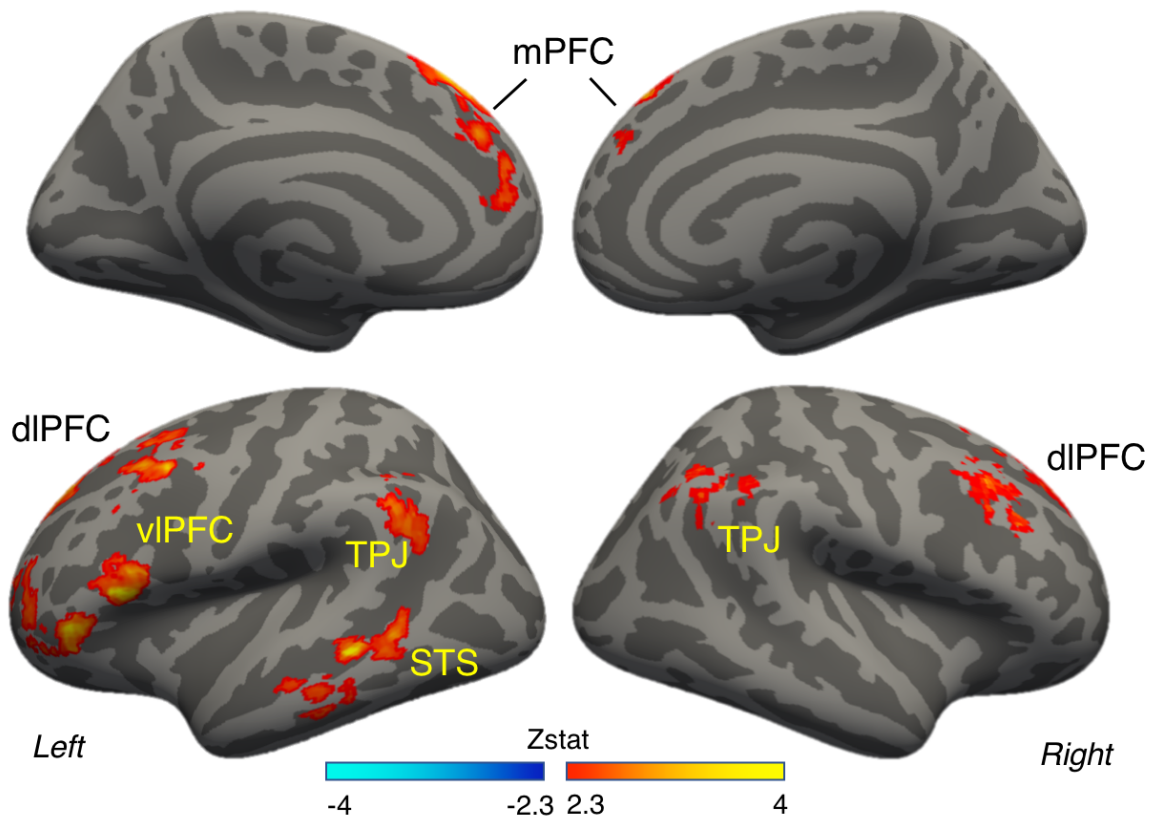 mPFC
dlPFC
dlPFC
vlPFC
TPJ
TPJ
STS
Left
Zstat
Right
-4
-2.3
2.3
4